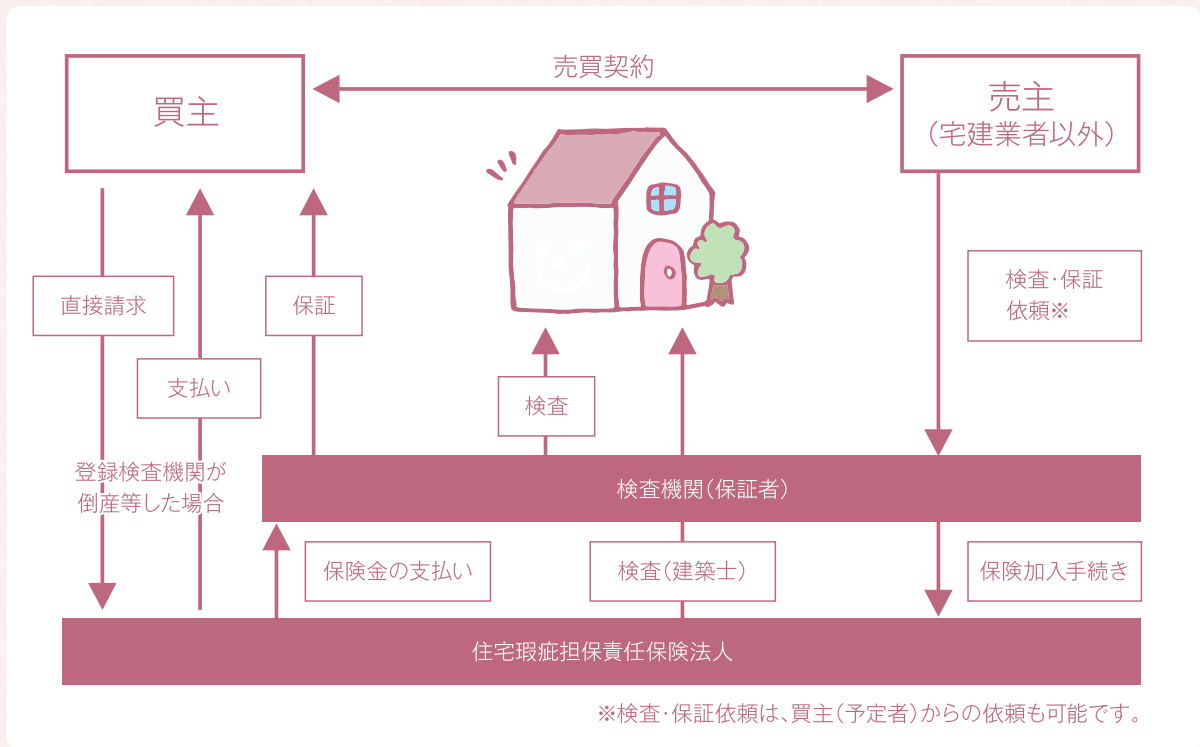 売買契約
買主
売主
（宅建業者以外）
直接請求
保証
検査・保証
依頼※
支払い
検査
登録検査機関が
倒産等した場合
検査機関（保証者）
保険金の支払い
検査（建築士）
保険加入手続き
住宅瑕疵担保責任保険法人
※検査・保証依頼は、買主（予定者）からの依頼も可能です。